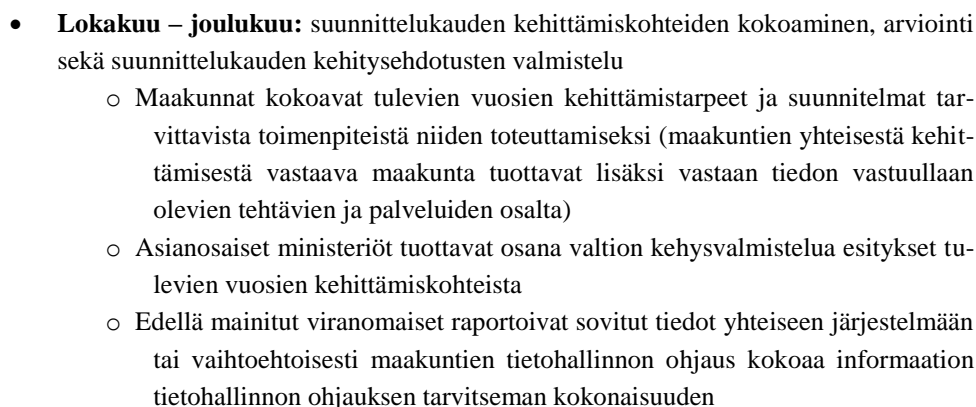 • Lokakuu – joulukuu: suunnittelukauden kehittämiskohteiden kokoaminen, arviointi
sekä suunnittelukauden kehitysehdotusten valmistelu
o Maakunnat kokoavat tulevien vuosien kehittämistarpeet ja suunnitelmat tar-
vittavista toimenpiteistä niiden toteuttamiseksi (maakuntien yhteisestä kehit-
tämisestä vastaava maakunta tuottavat lisäksi vastaan tiedon vastuullaan
olevien tehtävien ja palveluiden osalta)
o Asianosaiset ministeriöt tuottavat osana valtion kehysvalmistelua esitykset tu-
levien vuosien kehittämiskohteista
o Edellä mainitut viranomaiset raportoivat sovitut tiedot yhteiseen järjestelmään
tai vaihtoehtoisesti maakuntien tietohallinnon ohjaus kokoaa informaation
tietohallinnon ohjauksen tarvitseman kokonaisuuden